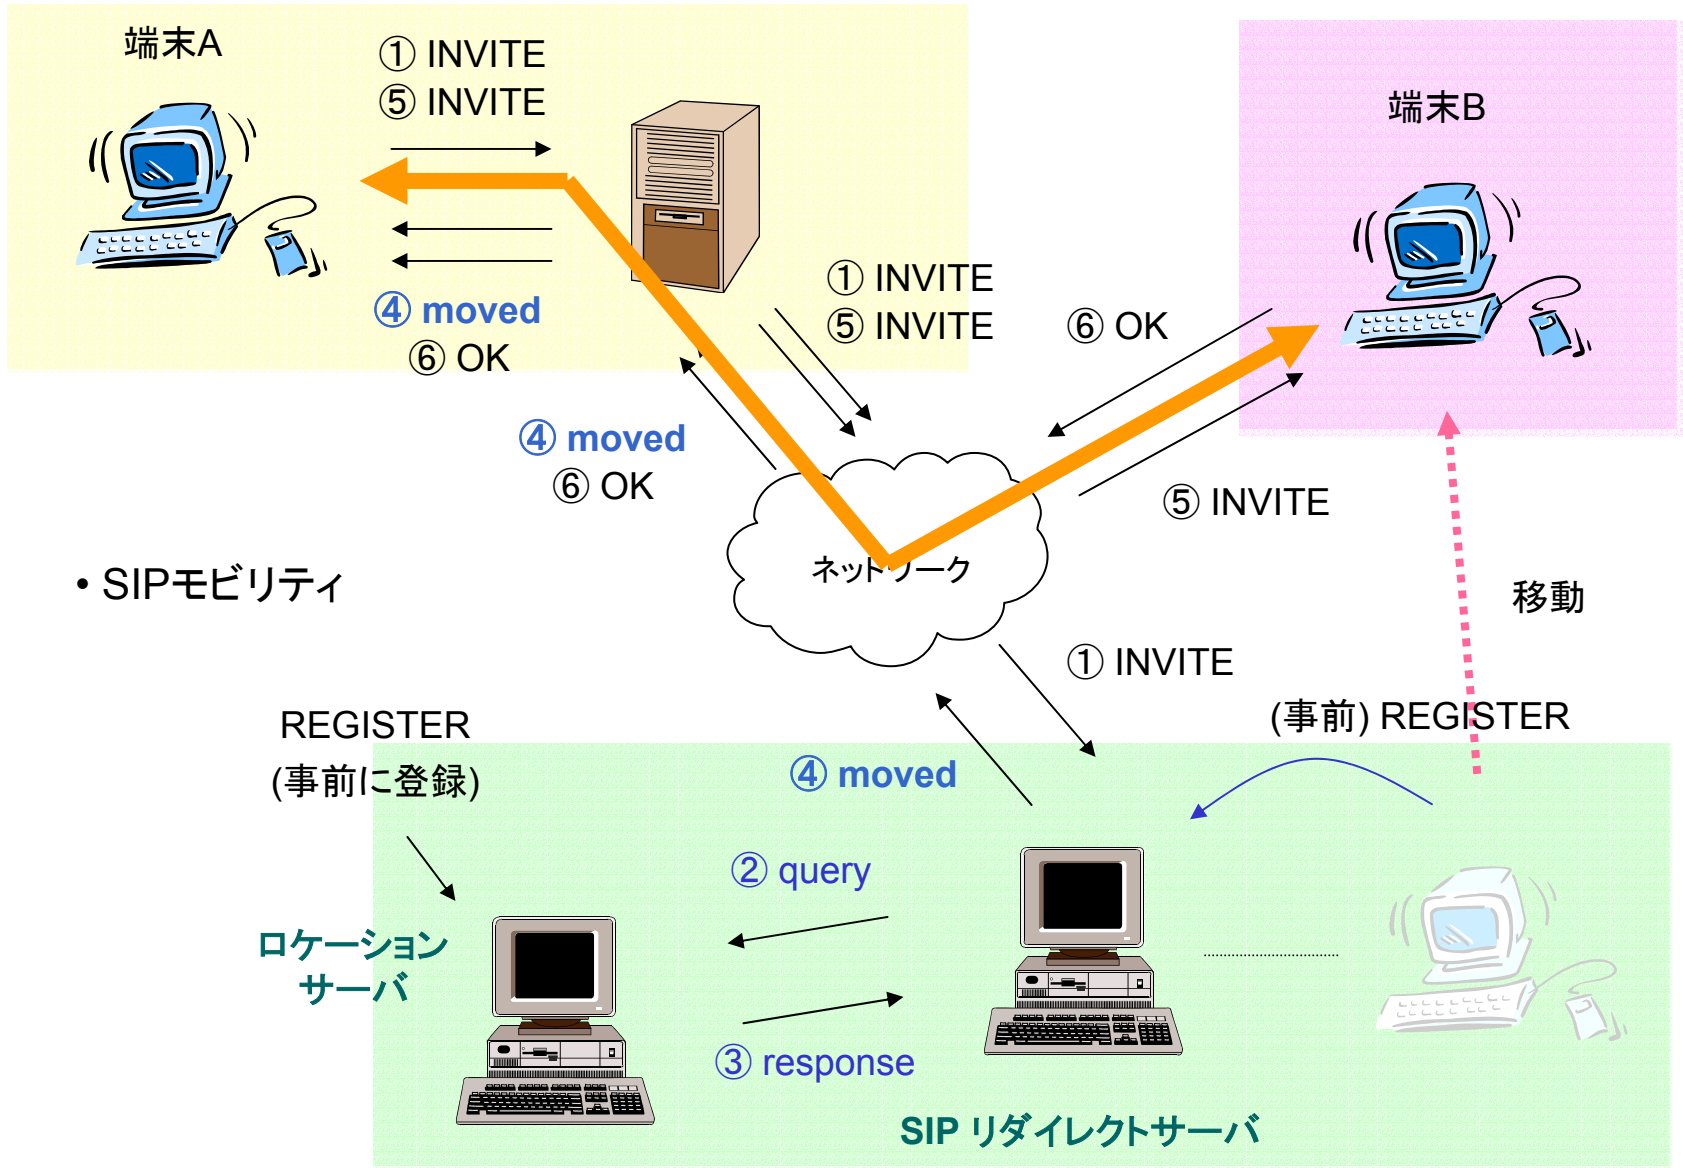 端末A
① INVITE
⑤ INVITE
端末B
① INVITE
⑤ INVITE
⑥ OK
④ moved
⑥ OK
④ moved
⑥ OK
⑤ INVITE
ネットワーク
• SIPモビリティ
移動
① INVITE
REGISTER
(事前に登録)
(事前) REGISTER
④ moved
② query
ロケーション
サーバ
③ response
SIP リダイレクトサーバ